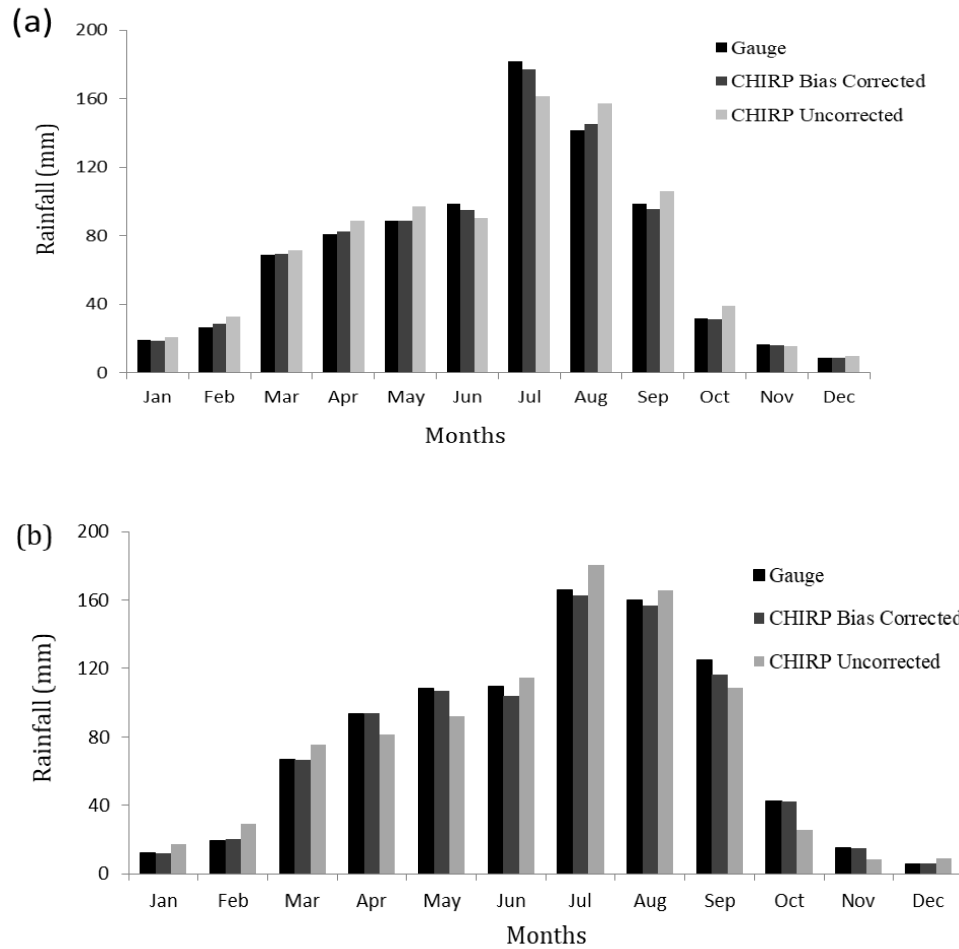 (a)
200
160
120
80
40
0
Rainfall (mm)
Gauge
CHIRP Bias Corrected
CHIRP Uncorrected
Jan Feb Mar Apr May Jun Jul Aug Sep Oct Nov Dec
Months
(b)
200
160
120
80
40
0
Rainfall (mm)
Gauge
CHIRP Bias Corrected
CHIRP Uncorrected
Jan Feb Mar Apr May Jun Jul Aug Sep Oct Nov Dec
Months